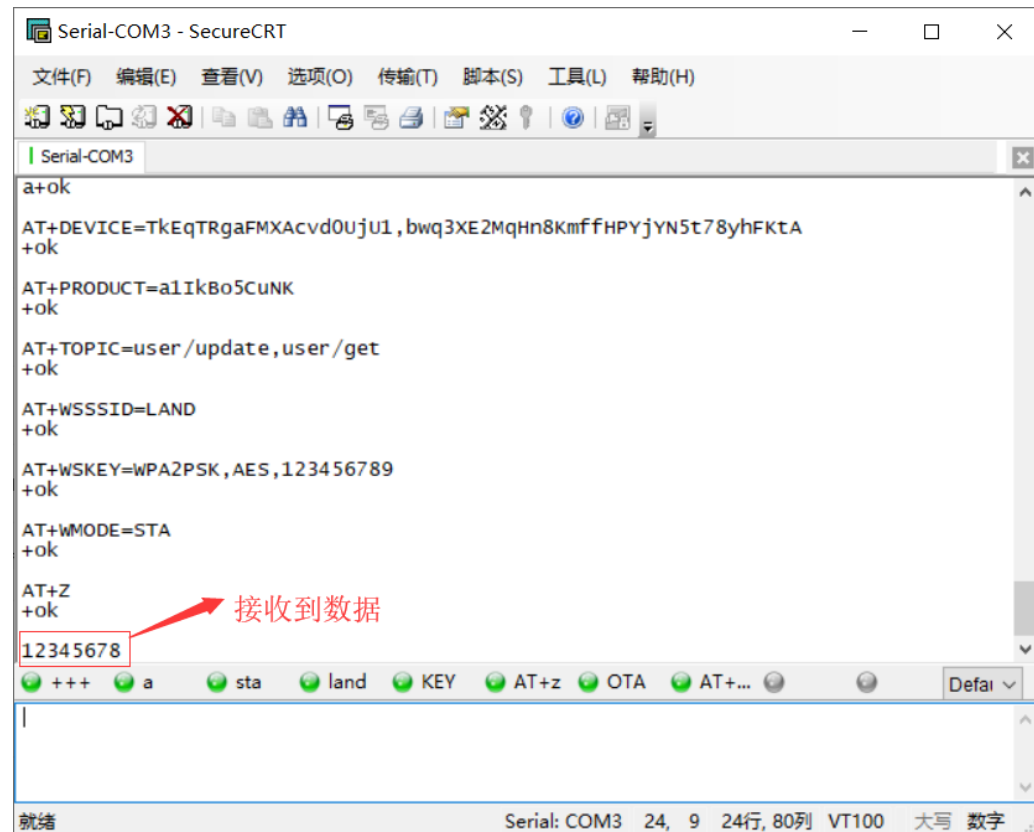 Serial-COM3 - SecureCRT
文件(F) 编辑(E) 查看(V) 选项(O) 传输(T) 脚本(S) 工具(L) 帮助(H)
Serial-COM3
a+ok
AT+DEVICE=TkEqTRgaFMXAcvd0UjU1,bwq3XE2MqHn8KmffHPYjYN5t78yhFKtA
+ok
AT+PRODUCT=a1IkBo5CuNK
+ok
AT+TOPIC=user/update,user/get
+ok
AT+WSSSID=LAND
+ok
AT+WSKEY=WPA2PSK,AES,123456789
+ok
AT+WMODE=STA
+ok
AT+Z
+ok
接收到数据
12345678
+++ a sta land KEY AT+z OTA AT+... Defau
就绪 Serial: COM3 24, 9 24行, 80列 VT100 大写 数字